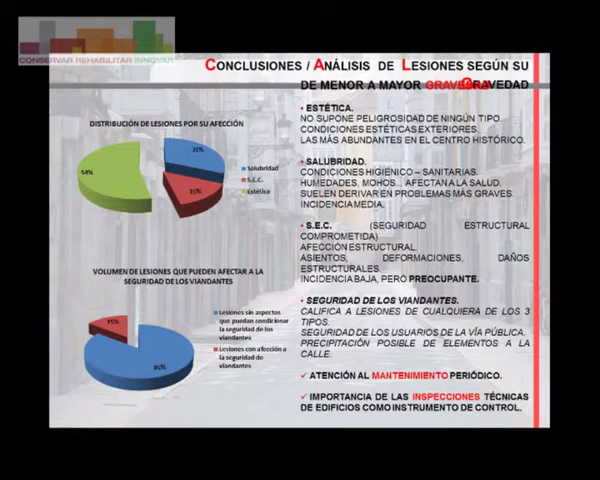 CONSERVAR REHABILITAR INNOVAR
CONCLUSIONES / ANÁLISIS DE LESIONES SEGÚN SU
DE MENOR A MAYOR GRAVEDAD
DISTRIBUCIÓN DE LESIONES POR SU AFECCIÓN
31%
54%
15%
Salubridad
S.E.C.
Estética
VOLUMEN DE LESIONES QUE PUEDEN AFECTAR A LA
SEGURIDAD DE LOS VIANDANTES
15%
85%
Lesiones sin aspectos
que puedan condicionar
la seguridad de los
viandantes
Lesiones con afección a
la seguridad de
viandantes
• ESTÉTICA.
NO SUPONE PELIGROSIDAD DE NINGÚN TIPO.
CONDICIONES ESTÉTICAS EXTERIORES.
LAS MÁS ABUNDANTES EN EL CENTRO HISTÓRICO.
• SALUBRIDAD.
CONDICIONES HIGIÉNICO – SANITARIAS.
HUMEDADES, MOHOS... AFECTAN A LA SALUD.
SUELEN DERIVAR EN PROBLEMAS MÁS GRAVES.
INCIDENCIA MEDIA.
• S.E.C. (SEGURIDAD ESTRUCTURAL
COMPROMETIDA)
AFECCIÓN ESTRUCTURAL.
ASIENTOS, DEFORMACIONES, DAÑOS
ESTRUCTURALES.
INCIDENCIA BAJA, PERO PREOCUPANTE.
• SEGURIDAD DE LOS VIANDANTES.
CALIFICA A LESIONES DE CUALQUIERA DE LOS 3
TIPOS.
SEGURIDAD DE LOS USUARIOS DE LA VÍA PÚBLICA.
PRECIPITACIÓN POSIBLE DE ELEMENTOS A LA
CALLE.
✓ ATENCIÓN AL MANTENIMIENTO PERIÓDICO.
✓ IMPORTANCIA DE LAS INSPECCIONES TÉCNICAS
DE EDIFICIOS COMO INSTRUMENTO DE CONTROL.